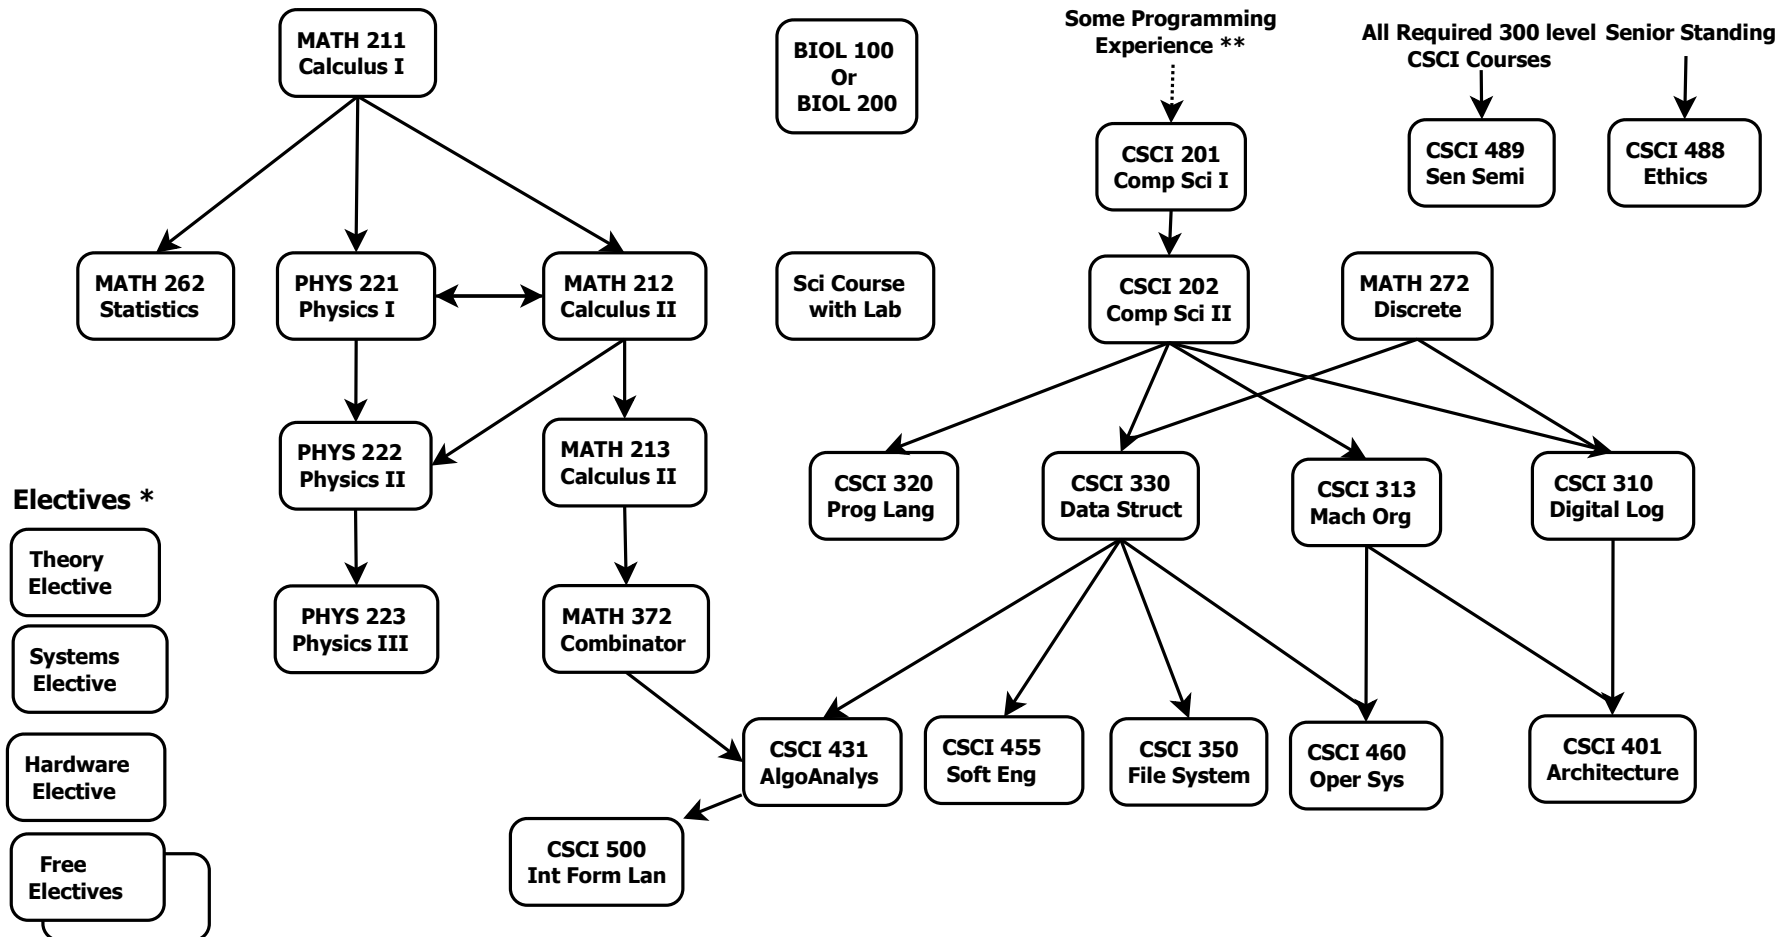 MATH 211
Calculus I
BIOL 100
Or
BIOL 200
Some Programming
Experience **
All Required 300 level
CSCI Courses
Senior Standing
CSCI 201
Comp Sci I
CSCI 489
Sen Semi
CSCI 488
Ethics
MATH 262
Statistics
PHYS 221
Physics I
MATH 212
Calculus II
Sci Course
with Lab
CSCI 202
Comp Sci II
MATH 272
Discrete
PHYS 222
Physics II
MATH 213
Calculus II
CSCI 320
Prog Lang
CSCI 330
Data Struct
CSCI 313
Mach Org
CSCI 310
Digital Log
Electives *
Theory
Elective
Systems
Elective
Hardware
Elective
Free
Electives
PHYS 223
Physics III
MATH 372
Combinator
CSCI 431
AlgoAnalys
CSCI 455
Soft Eng
CSCI 350
File System
CSCI 460
Oper Sys
CSCI 401
Architecture
CSCI 500
Int Form Lan